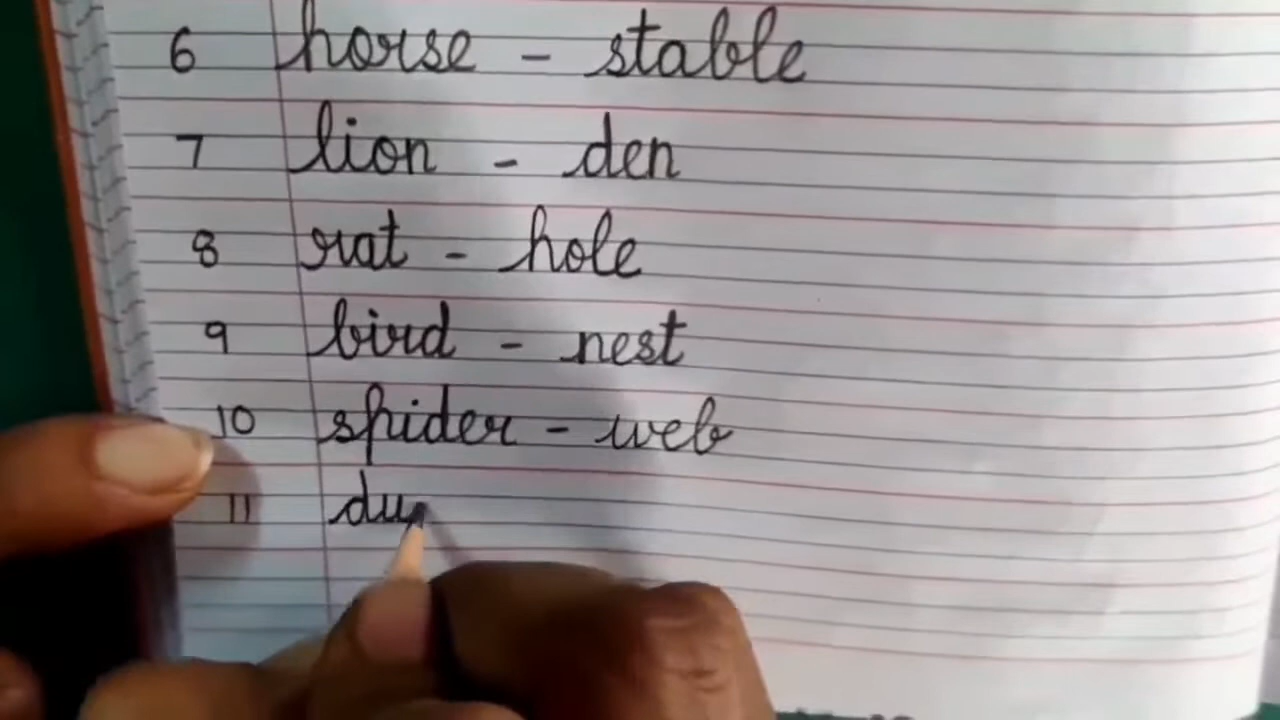 6 horse - stable
7 lion - den
8 rat - hole
9 bird - nest
10 spider - web
11 du